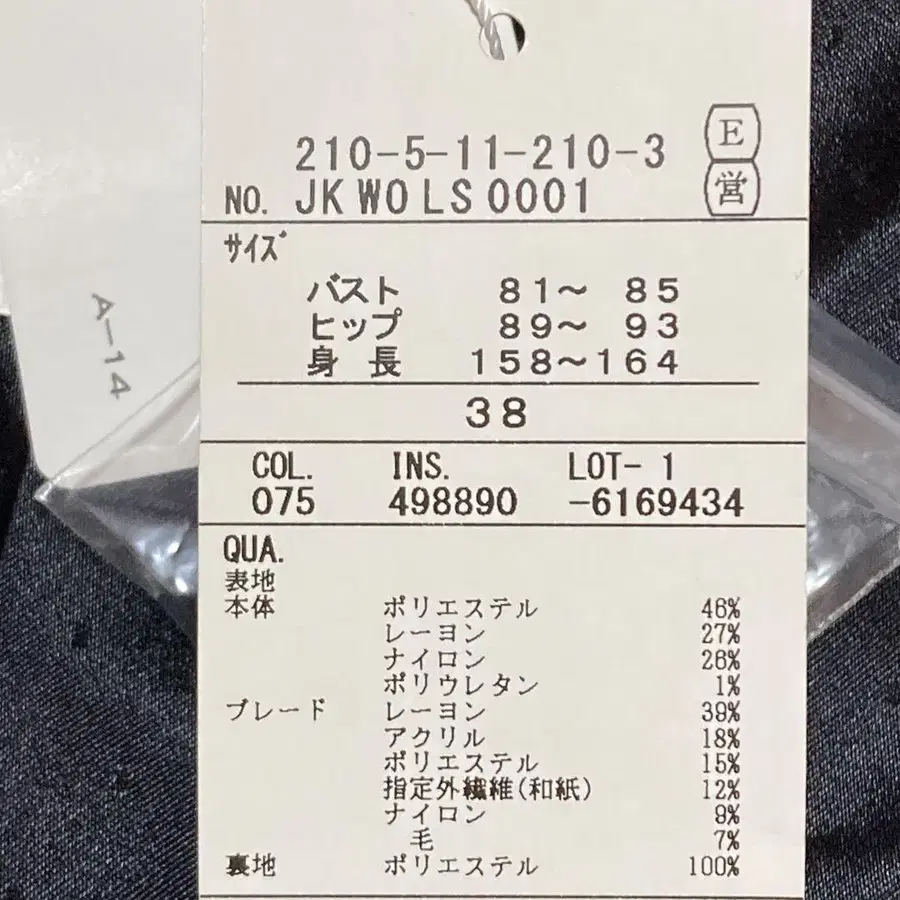 210-5-11-210-3
E
NO. JKWOLS0001
営
サイズ
バスト 81～ 85
ヒップ 89～ 93
身 長 158～164
38
COL. INS. LOT- 1
075 498890 -6169434
QUA.
表地
本体 ポリエステル 46%
レーヨン 27%
ナイロン 26%
ポリウレタン 1%
ブレード レーヨン 39%
アクリル 18%
ポリエステル 15%
指定外繊維(和紙) 12%
ナイロン 9%
毛 7%
裏地 ポリエステル 100%
A-14